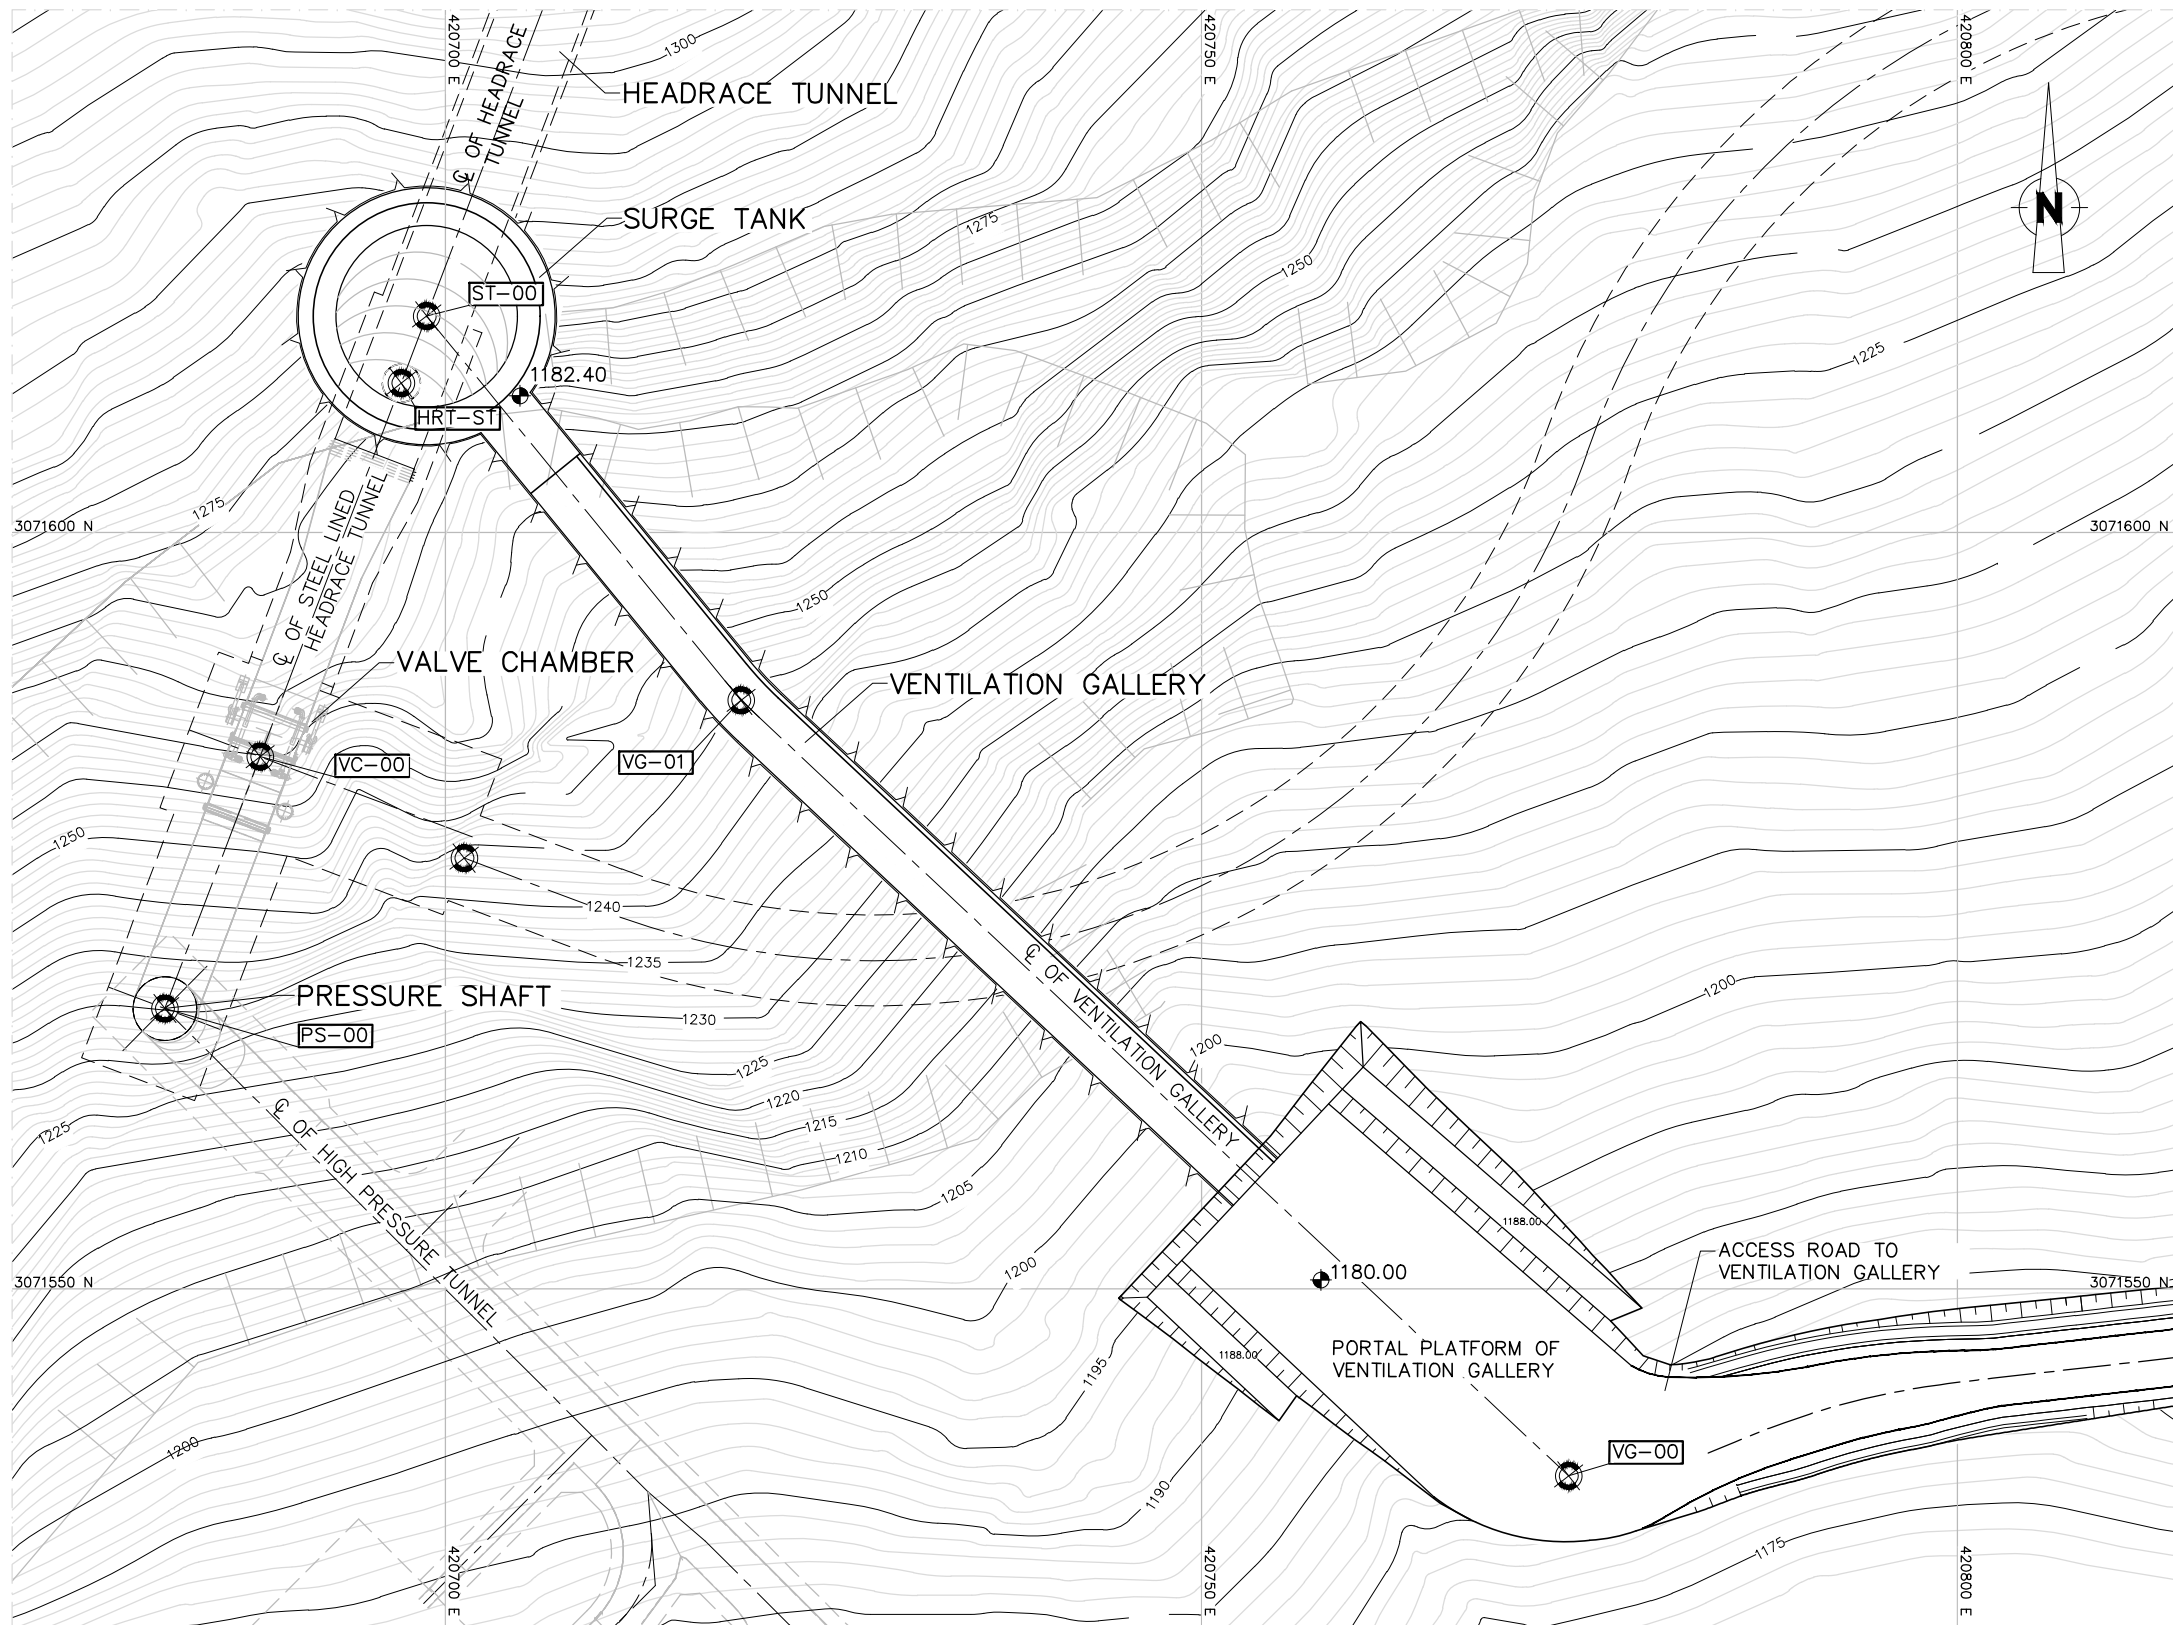 420700 E
420750 E
420800 E
1300
℄ OF HEADRACE
TUNNEL
HEADRACE TUNNEL
N
SURGE TANK
1275
1250
ST-00
1225
1182.40
HRT-ST
1275
3071600 N
3071600 N
℄ OF STEEL LINED
HEADRACE TUNNEL
1250
VALVE CHAMBER
VENTILATION GALLERY
VC-00
VG-01
1250
1240
1235
℄ OF VENTILATION GALLERY
1200
PRESSURE SHAFT
PS-00
1230
1200
1225
1220
1215
1225
℄ OF HIGH PRESSURE TUNNEL
1210
1205
1188.00
1200
1180.00
ACCESS ROAD TO
VENTILATION GALLERY
3071550 N
3071550 N
1195
1188.00
PORTAL PLATFORM OF
VENTILATION GALLERY
1200
VG-00
1190
1175
420700 E
420750 E
420800 E